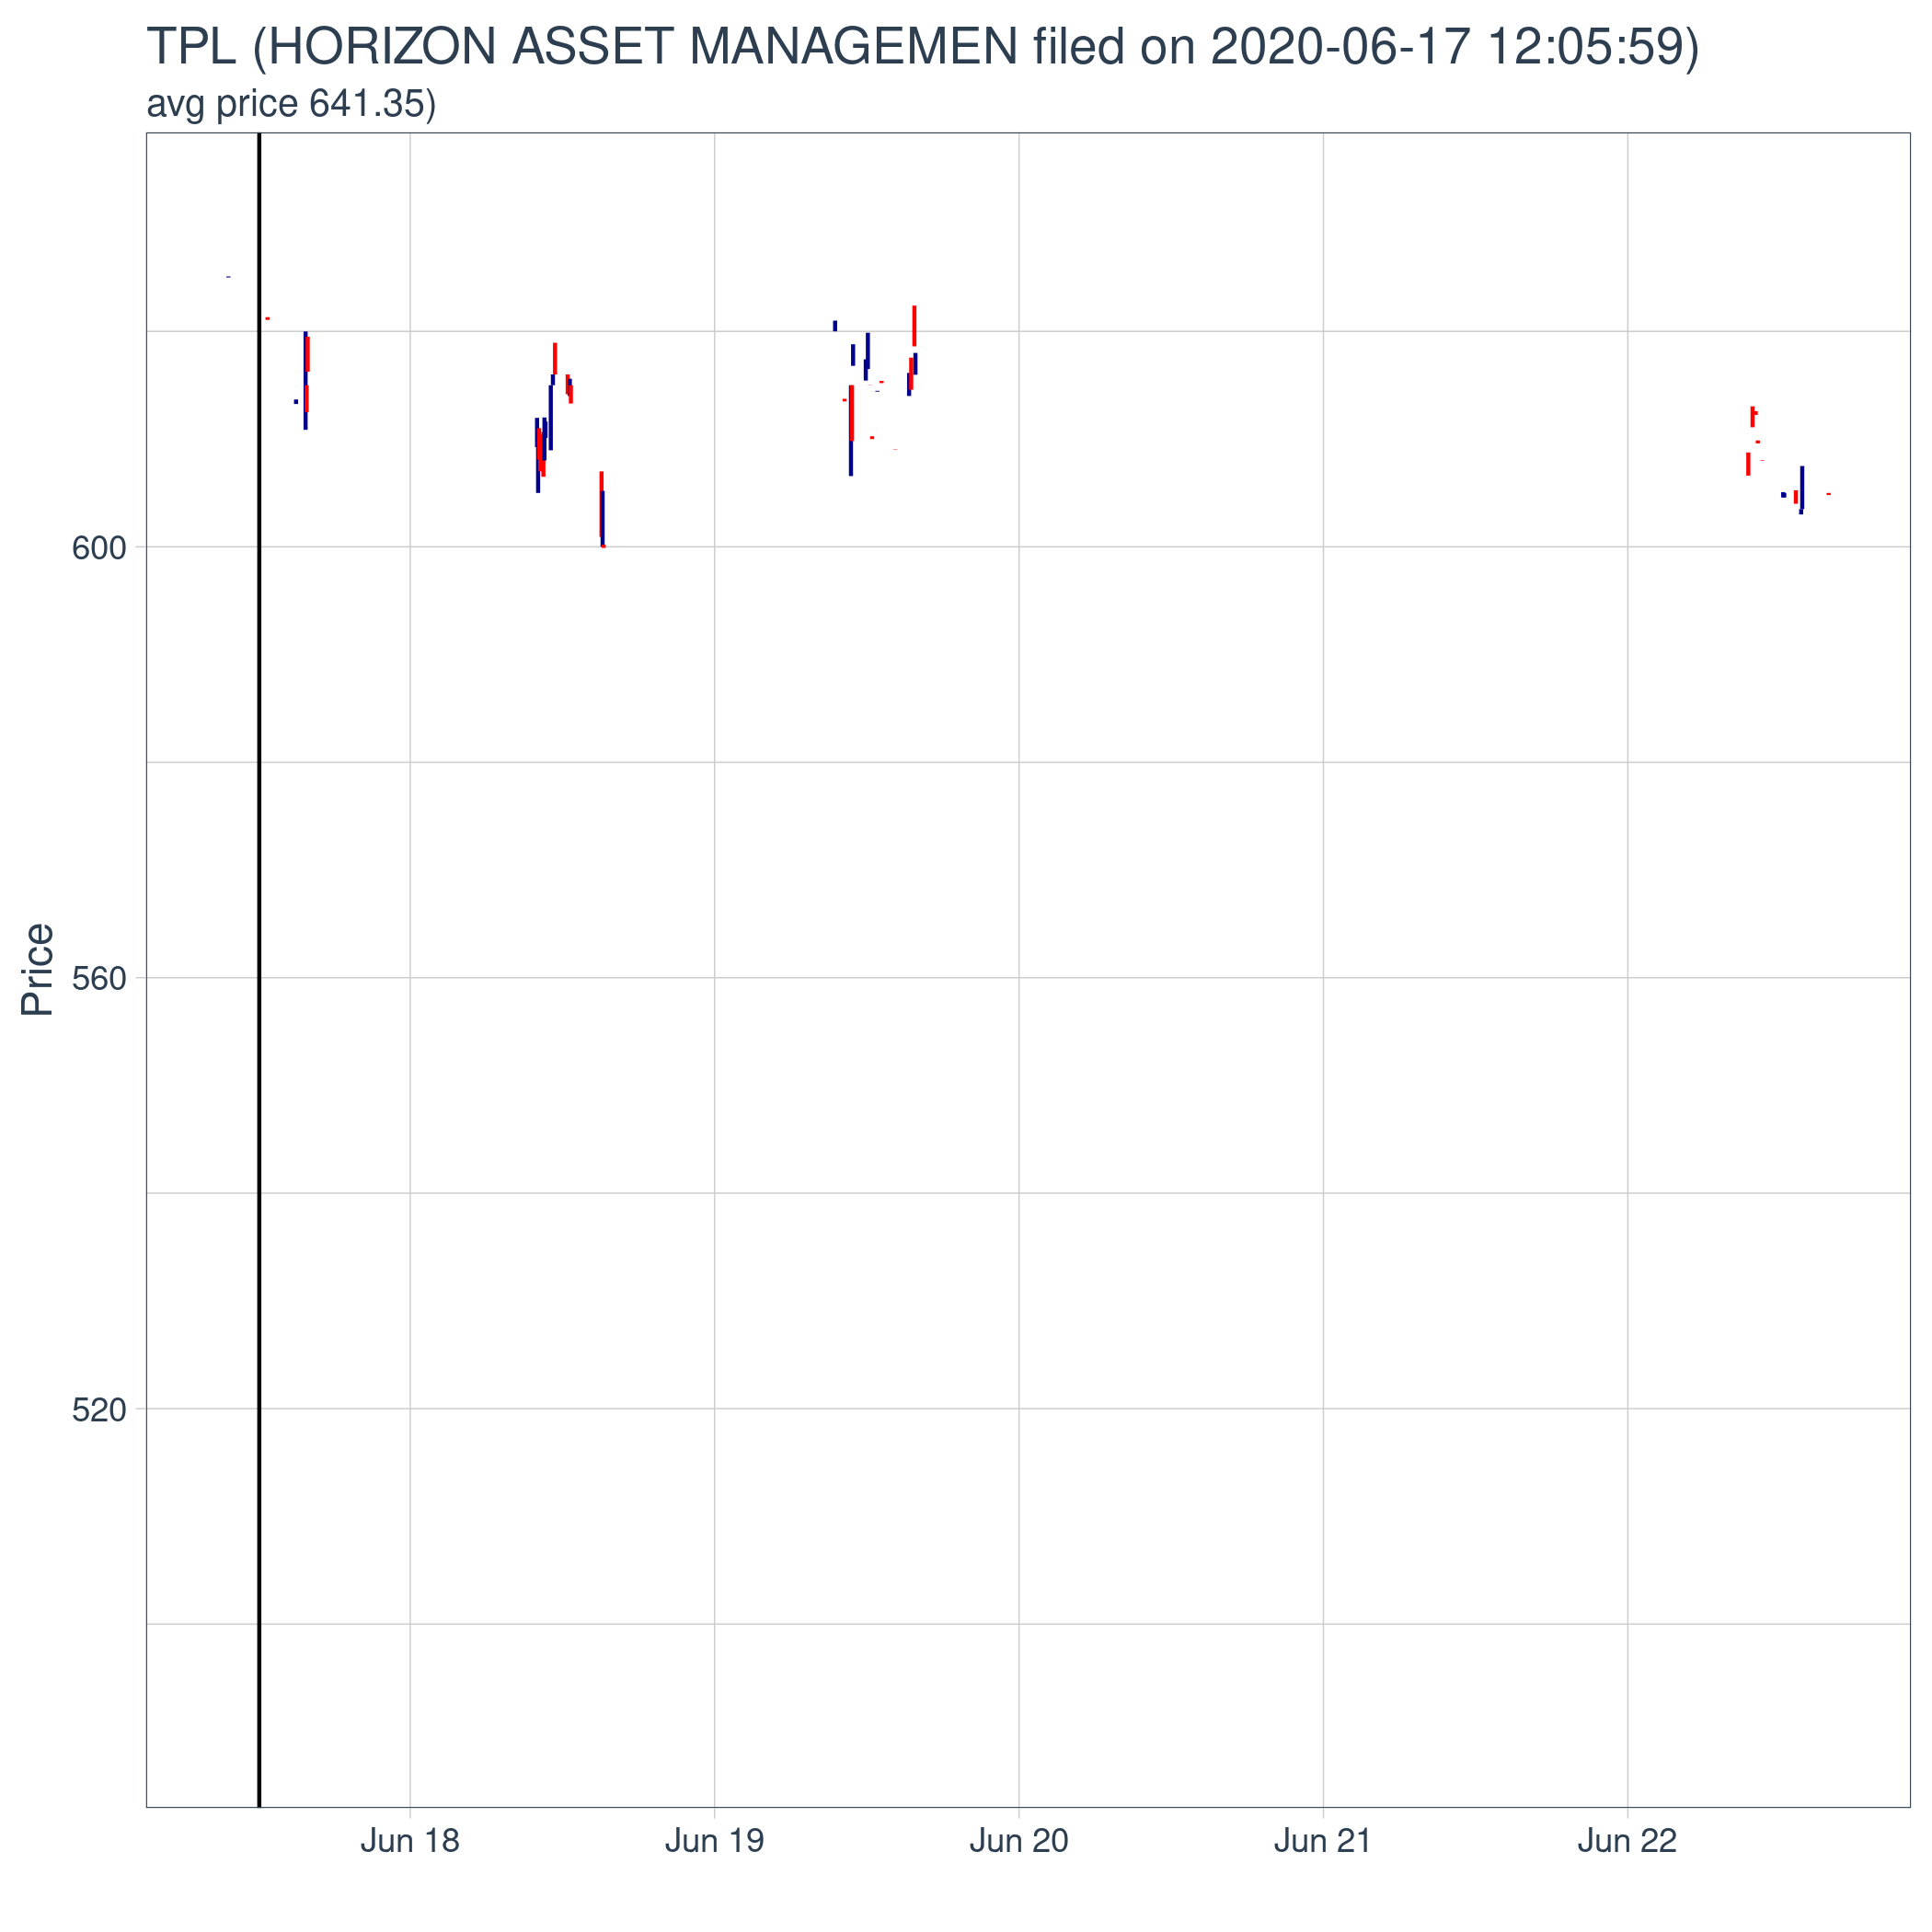 TPL (HORIZON ASSET MANAGEMEN filed on 2020-06-17 12:05:59)
avg price 641.35)
Price
600
560
520
Jun 18
Jun 19
Jun 20
Jun 21
Jun 22